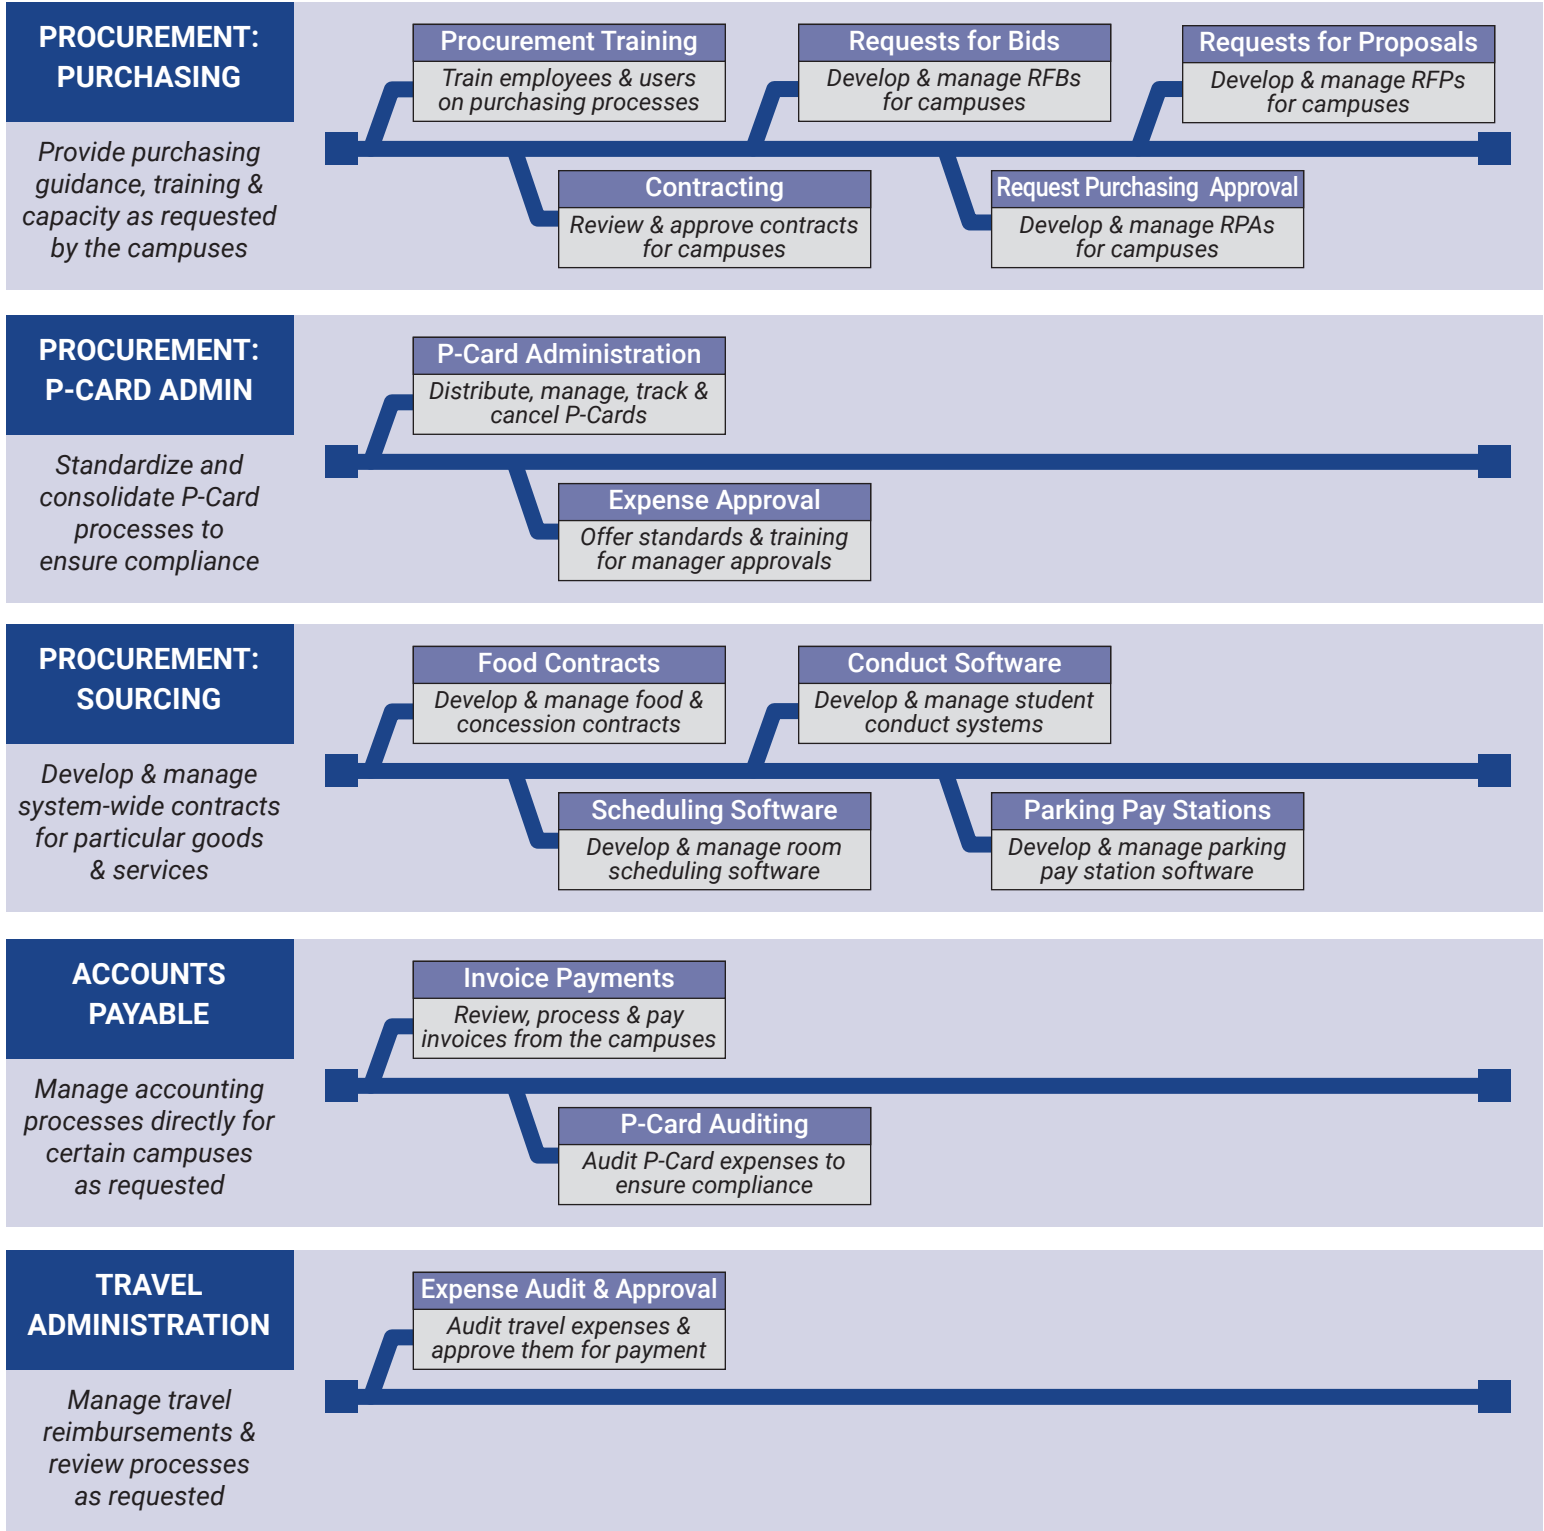 PROCUREMENT:
PURCHASING
Provide purchasing
guidance, training &
capacity as requested
by the campuses
Procurement Training
Train employees & users
on purchasing processes
Contracting
Review & approve contracts
for campuses
Requests for Bids
Develop & manage RFBs
for campuses
Request Purchasing Approval
Develop & manage RPAs
for campuses
Requests for Proposals
Develop & manage RFPs
for campuses
PROCUREMENT:
P-CARD ADMIN
Standardize and
consolidate P-Card
processes to
ensure compliance
P-Card Administration
Distribute, manage, track &
cancel P-Cards
Expense Approval
Offer standards & training
for manager approvals
PROCUREMENT:
SOURCING
Develop & manage
system-wide contracts
for particular goods
& services
Food Contracts
Develop & manage food &
concession contracts
Scheduling Software
Develop & manage room
scheduling software
Conduct Software
Develop & manage student
conduct systems
Parking Pay Stations
Develop & manage parking
pay station software
ACCOUNTS
PAYABLE
Manage accounting
processes directly for
certain campuses
as requested
Invoice Payments
Review, process & pay
invoices from the campuses
P-Card Auditing
Audit P-Card expenses to
ensure compliance
TRAVEL
ADMINISTRATION
Manage travel
reimbursements &
review processes
as requested
Expense Audit & Approval
Audit travel expenses &
approve them for payment